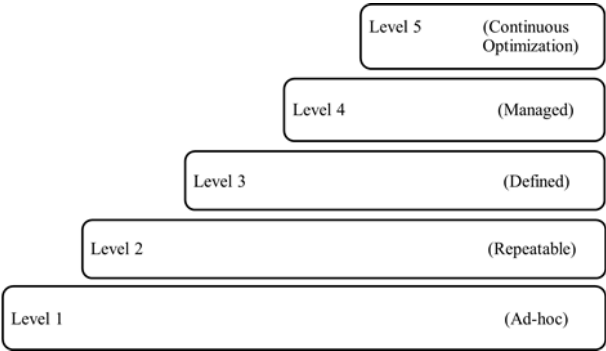 Level 5 (Continuous
Optimization)
Level 4 (Managed)
Level 3 (Defined)
Level 2 (Repeatable)
Level 1 (Ad-hoc)